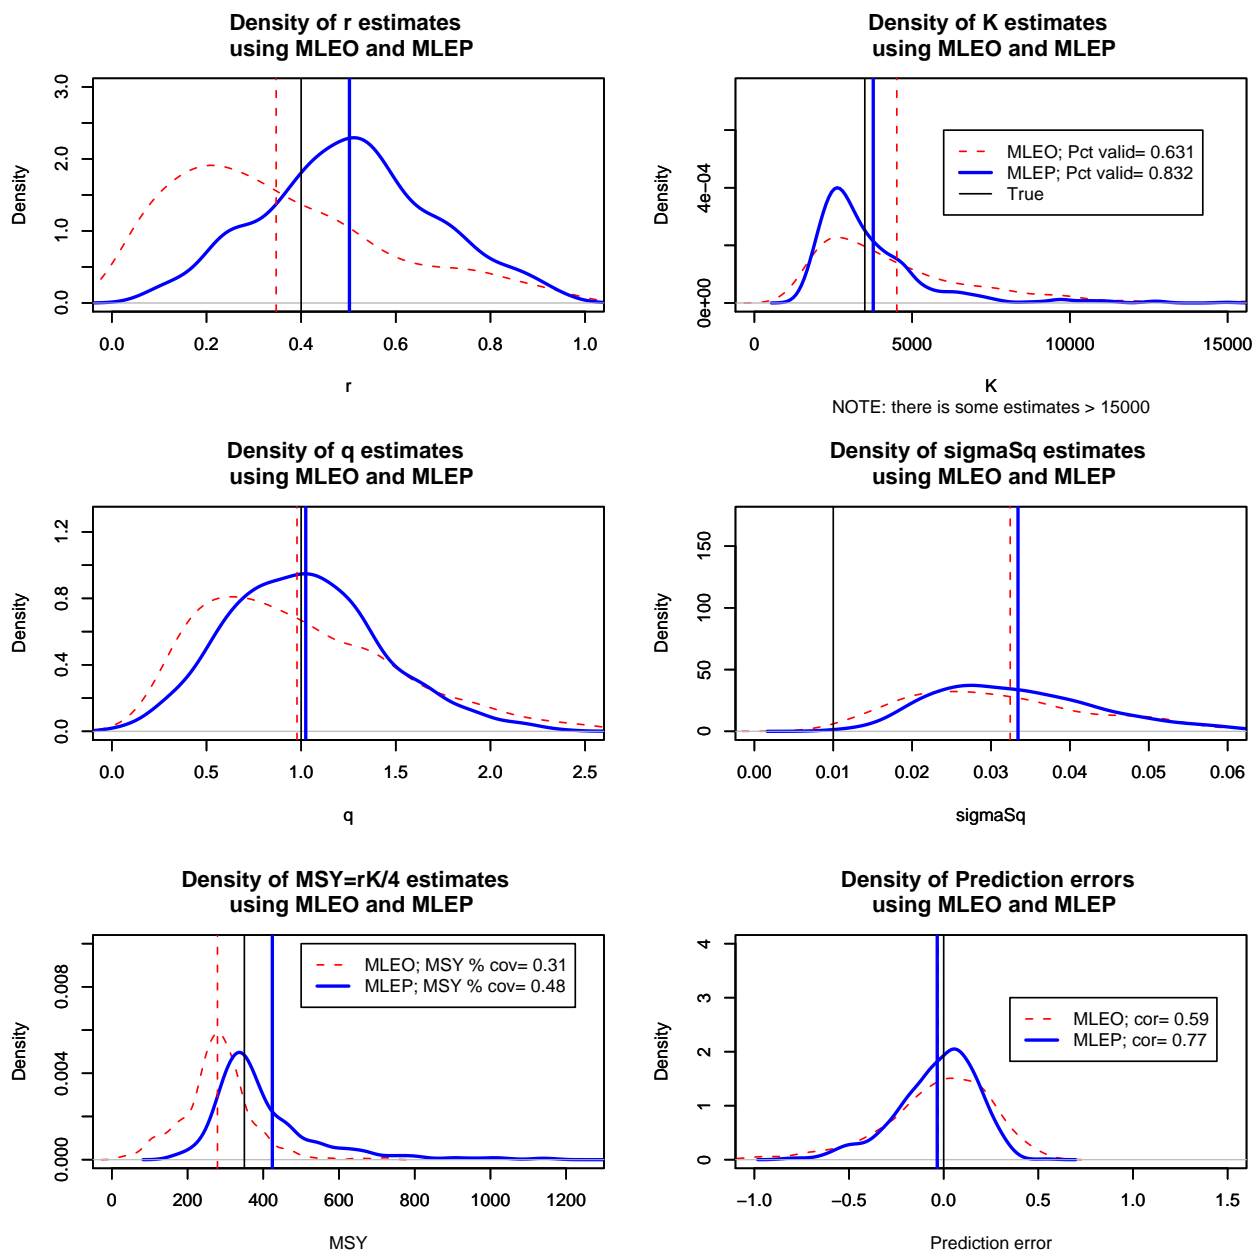 Density of r estimates
using MLEO and MLEP
Density
0.0 1.0 2.0 3.0
0.0 0.2 0.4 0.6 0.8 1.0
r
Density of K estimates
using MLEO and MLEP
Density
0e+00 4e−04
MLEO; Pct valid= 0.631
MLEP; Pct valid= 0.832
True
0 5000 10000 15000
K
NOTE: there is some estimates > 15000
Density of q estimates
using MLEO and MLEP
Density
0.0 0.4 0.8 1.2
0.0 0.5 1.0 1.5 2.0 2.5
q
Density of sigmaSq estimates
using MLEO and MLEP
Density
0 50 100 150
0.00 0.01 0.02 0.03 0.04 0.05 0.06
sigmaSq
Density of MSY=rK/4 estimates
using MLEO and MLEP
Density
0.000 0.004 0.008
MLEO; MSY % cov= 0.31
MLEP; MSY % cov= 0.48
0 200 400 600 800 1000 1200
MSY
Density of Prediction errors
using MLEO and MLEP
Density
0 1 2 3 4
MLEO; cor= 0.59
MLEP; cor= 0.77
−1.0 −0.5 0.0 0.5 1.0 1.5
Prediction error